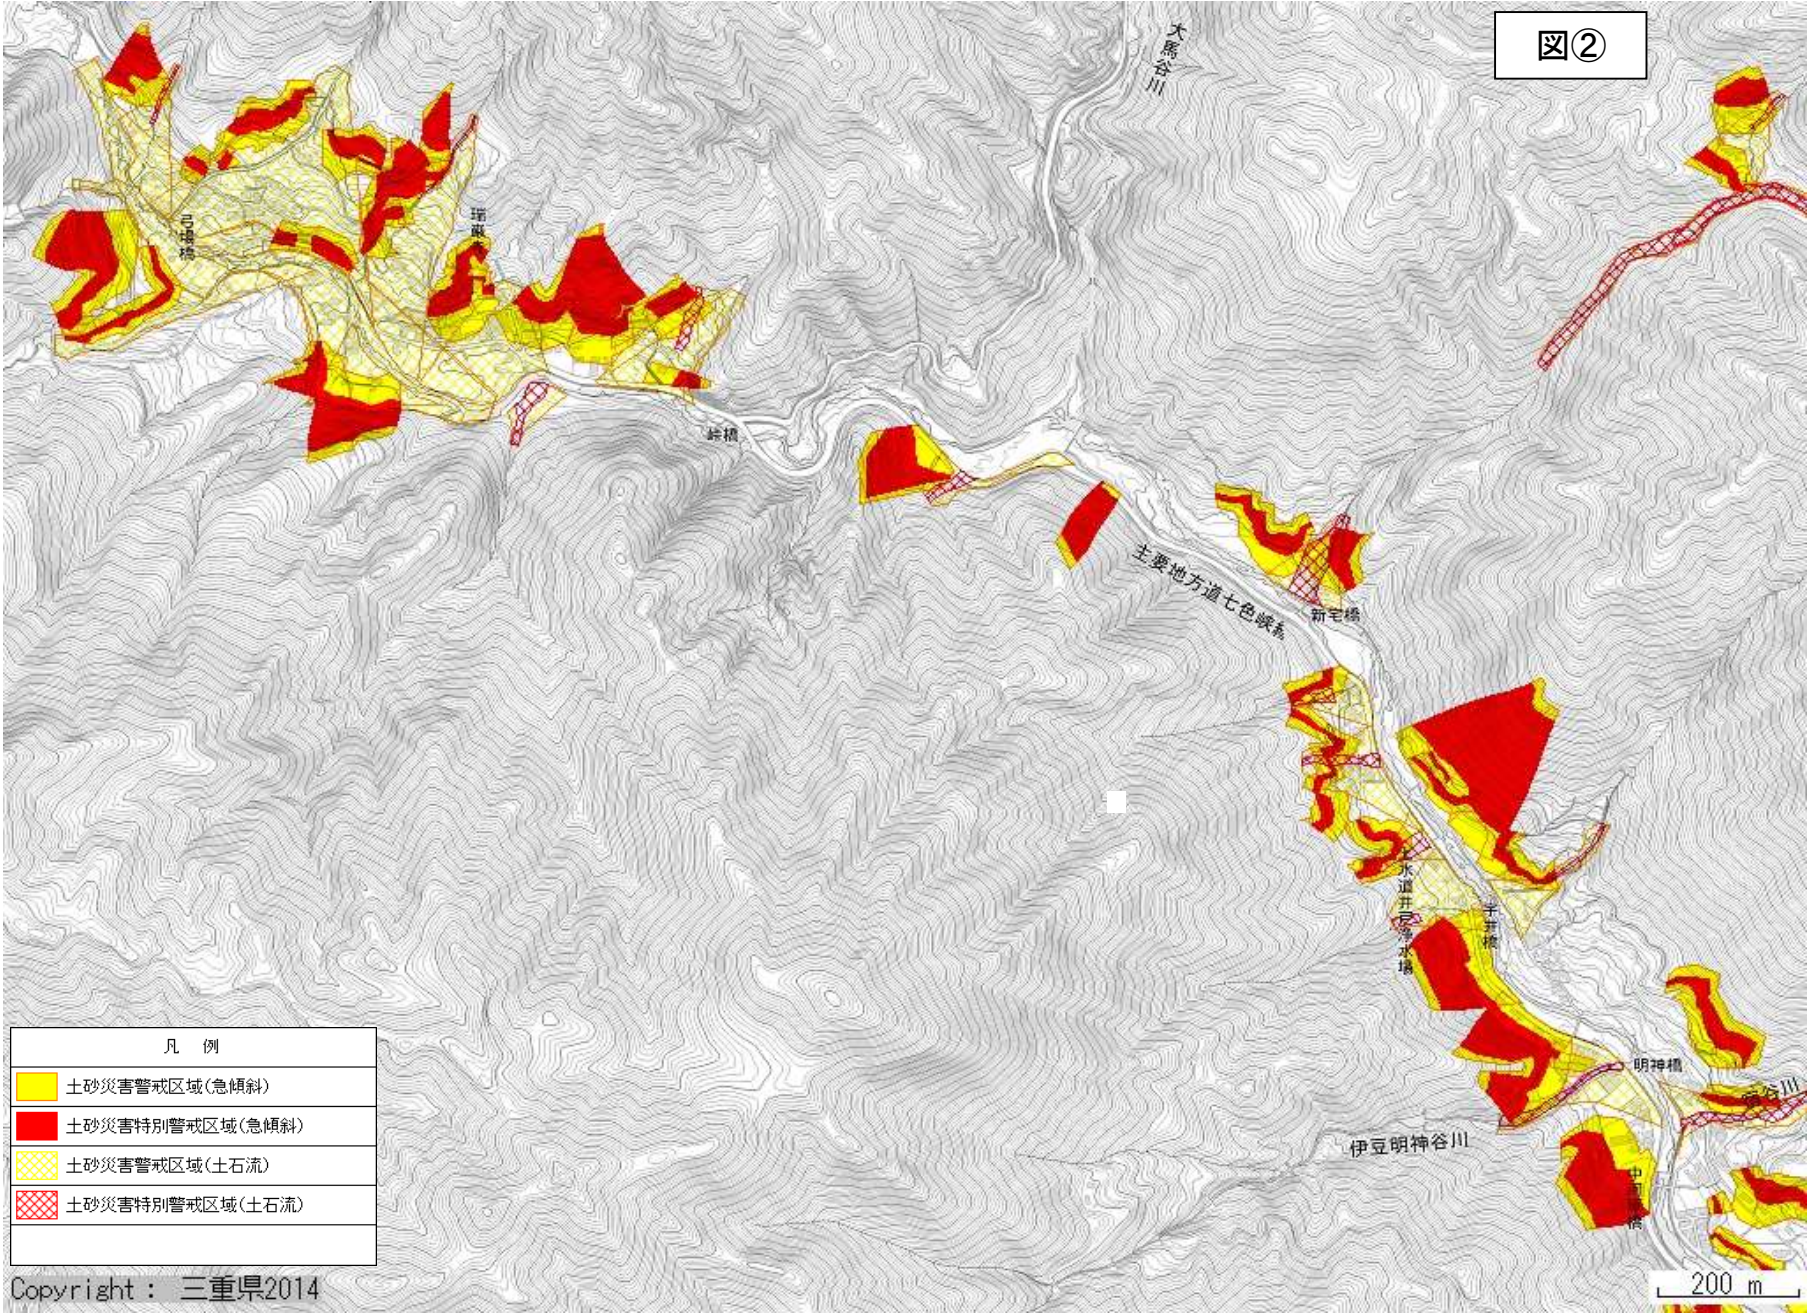 図②
大馬谷川
弓場橋
峠橋
主要地方道七色峡線
新宅橋
上水道井戸浄水場
明神橋
伊豆明神谷川
凡 例
土砂災害警戒区域(急傾斜)
土砂災害特別警戒区域(急傾斜)
土砂災害警戒区域(土石流)
土砂災害特別警戒区域(土石流)
Copyright : 三重県2014
200 m